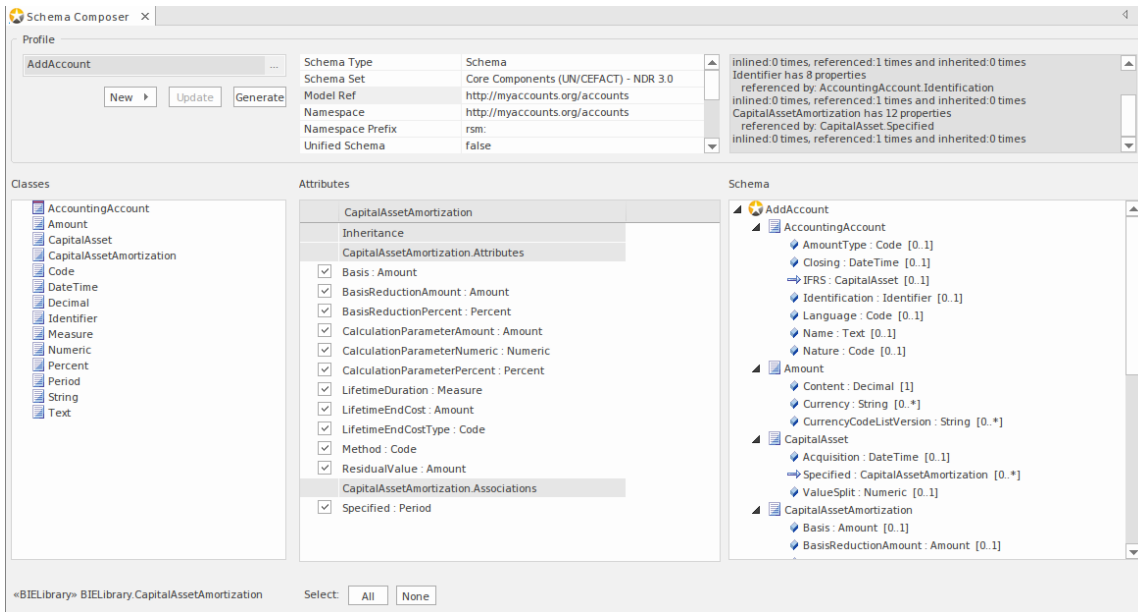 Schema Composer
Profile
AddAccount
...
New
Update
Generate
Schema Type Schema
Schema Set Core Components (UN/CEFACT) - NDR 3.0
Model Ref http://myaccounts.org/accounts
Namespace http://myaccounts.org/accounts
Namespace Prefix rsm:
Unified Schema false
inlined:0 times, referenced:1 times and inherited:0 times
Identifier has 8 properties
referenced by: AccountingAccount.Identification
inlined:0 times, referenced:1 times and inherited:0 times
CapitalAssetAmortization has 12 properties
referenced by: CapitalAsset.Specified
inlined:0 times, referenced:1 times and inherited:0 times
Classes
AccountingAccount
Amount
CapitalAsset
CapitalAssetAmortization
Code
DateTime
Decimal
Identifier
Measure
Numeric
Percent
Period
String
Text
Attributes
CapitalAssetAmortization
Inheritance
CapitalAssetAmortization.Attributes
Basis : Amount
BasisReductionAmount : Amount
BasisReductionPercent : Percent
CalculationParameterAmount : Amount
CalculationParameterNumeric : Numeric
CalculationParameterPercent : Percent
LifetimeDuration : Measure
LifetimeEndCost : Amount
LifetimeEndCostType : Code
Method : Code
ResidualValue : Amount
CapitalAssetAmortization.Associations
Specified : Period
Schema
AddAccount
AccountingAccount
AmountType : Code [0..1]
Closing : DateTime [0..1]
IFRS : CapitalAsset [0..1]
Identification : Identifier [0..1]
Language : Code [0..1]
Name : Text [0..1]
Nature : Code [0..1]
Amount
Content : Decimal [1]
Currency : String [0..*]
CurrencyCodeListVersion : String [0..*]
CapitalAsset
Acquisition : DateTime [0..1]
Specified : CapitalAssetAmortization [0..*]
ValueSplit : Numeric [0..1]
CapitalAssetAmortization
Basis : Amount [0..1]
BasisReductionAmount : Amount [0..1]
«BIELibrary» BIELibrary.CapitalAssetAmortization
Select:
All
None